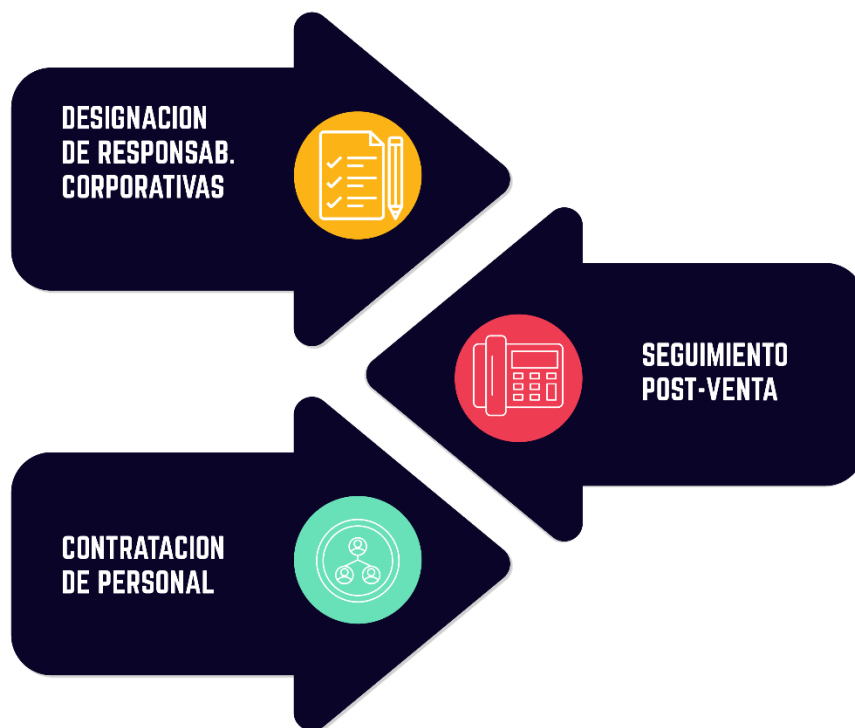 DESIGNACION
DE RESPONSAB.
CORPORATIVAS
SEGUIMIENTO
POST-VENTA
CONTRATACION
DE PERSONAL